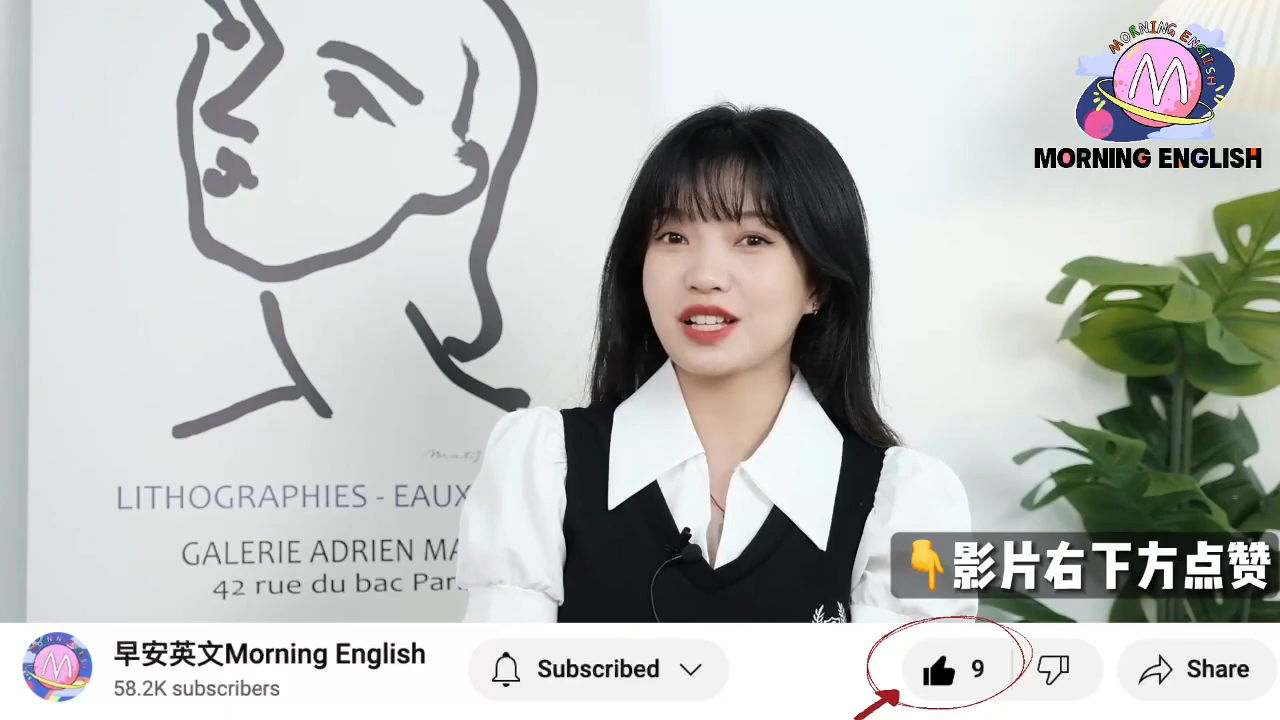 MORNING ENGLISH
M
MORNING ENGLISH
LITHOGRAPHIES - EAUX
GALERIE ADRIEN MA
42 rue du bac Par
👇影片右下方点赞
M
早安英文Morning English
58.2K subscribers
Subscribed
9
Share